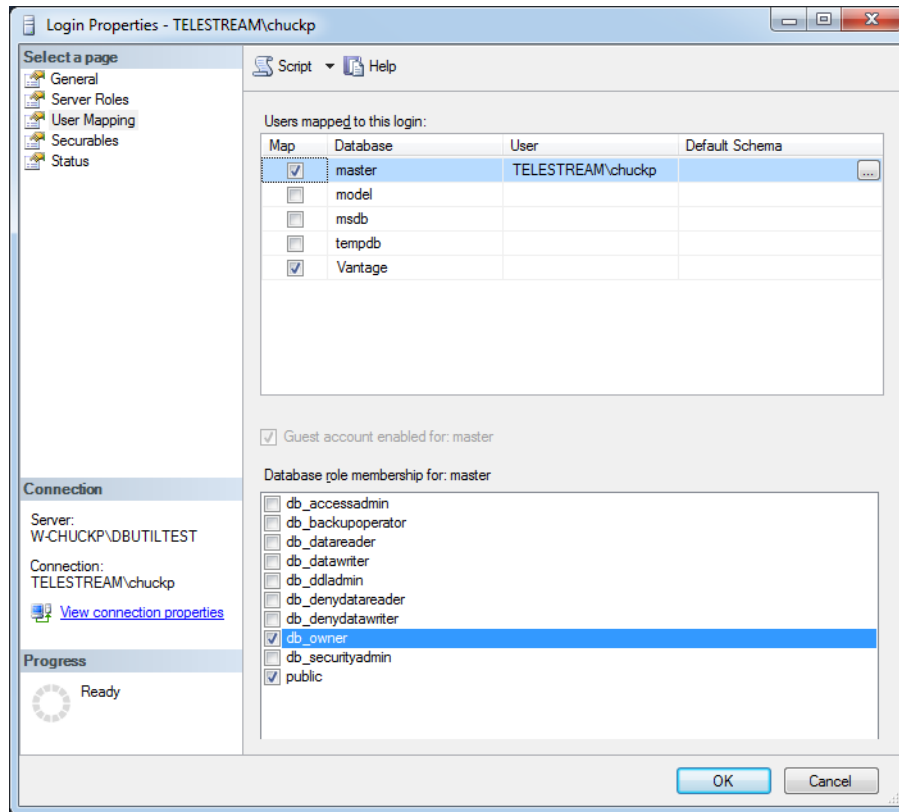 Login Properties - TELESTREAM\chuckp
Select a page
General
Server Roles
User Mapping
Securables
Status
Script Help
Users mapped to this login:
Map Database User Default Schema
master TELESTREAM\chuckp ...
model
msdb
tempdb
Vantage
Guest account enabled for: master
Database role membership for: master
db_accessadmin
db_backupoperator
db_datareader
db_datawriter
db_ddladmin
db_denydatareader
db_denydatawriter
db_owner
db_securityadmin
public
Connection
Server:
W-CHUCKP\DBUTILTEST
Connection:
TELESTREAM\chuckp
View connection properties
Progress
Ready
OK Cancel